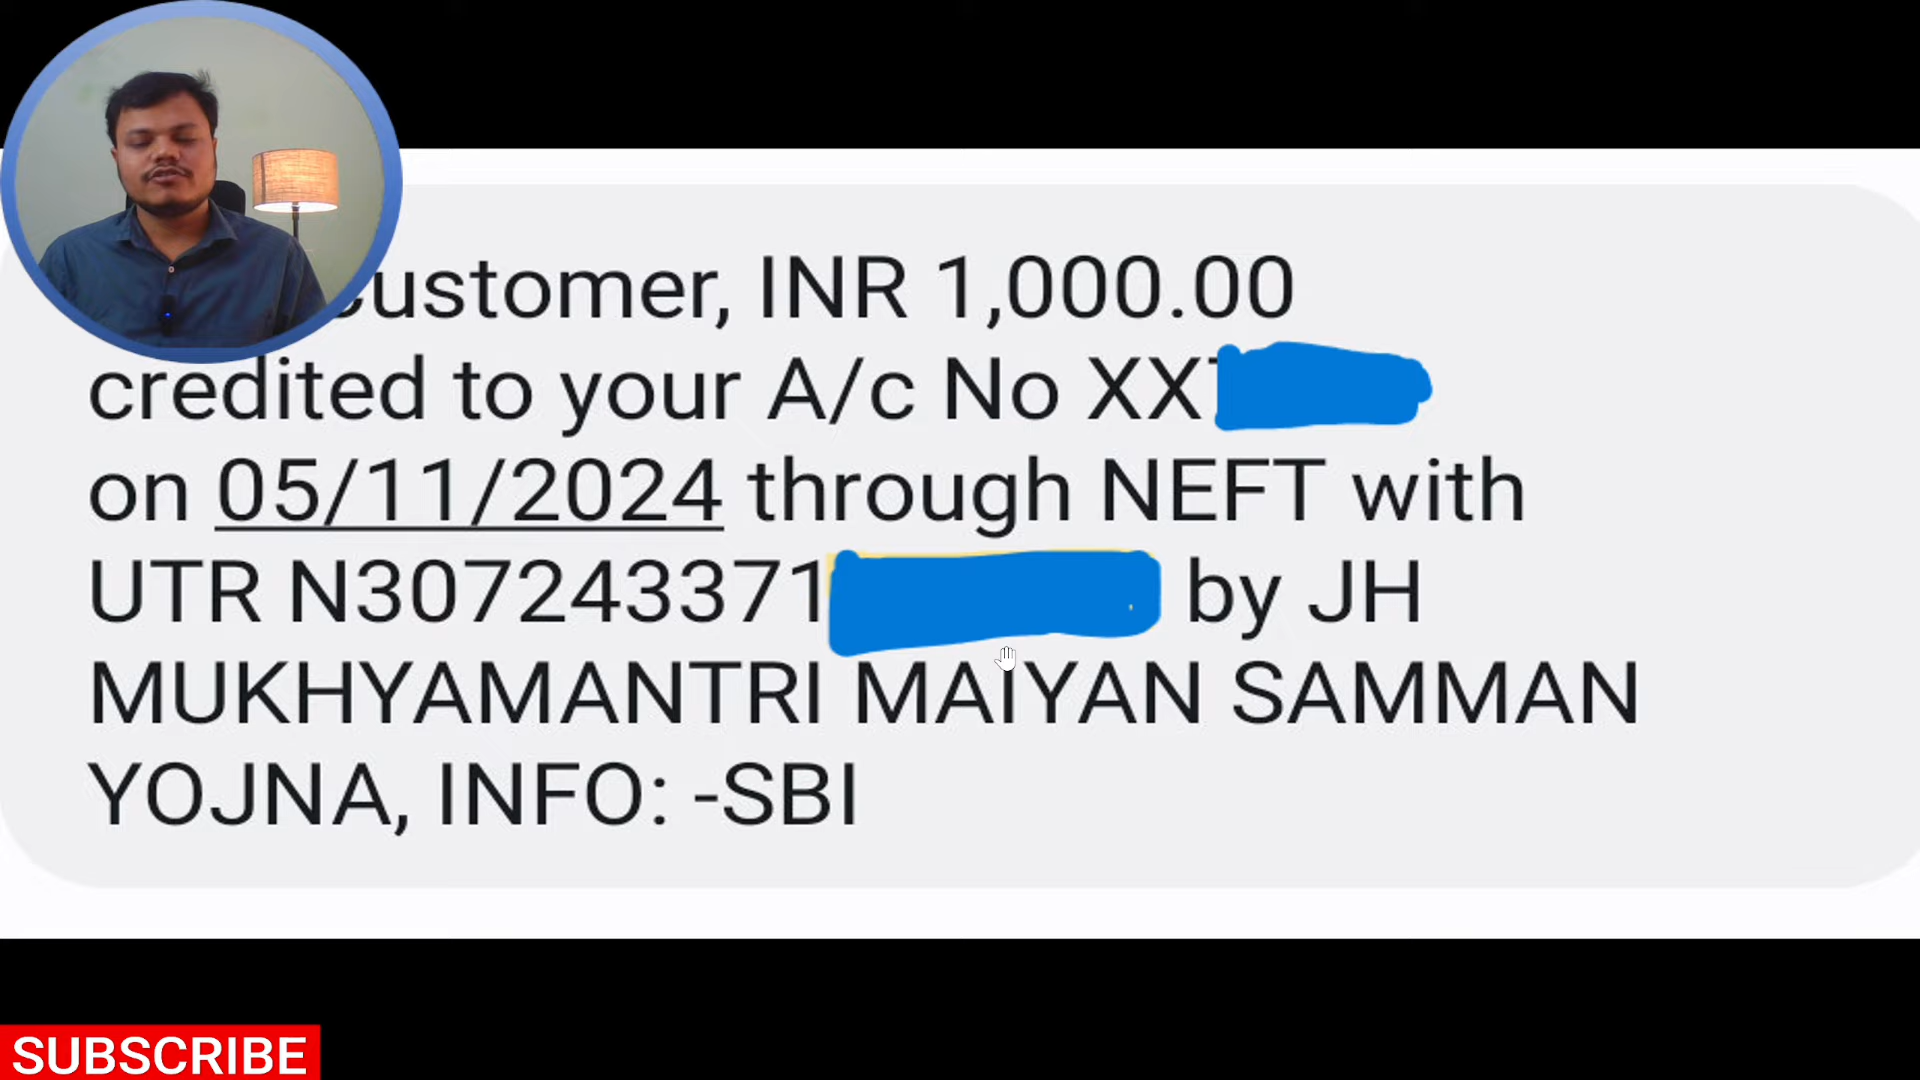 Customer, INR 1,000.00
credited to your A/c No XX
on 05/11/2024 through NEFT with
UTR N307243371 by JH
MUKHYAMANTRI MAIYAN SAMMAN
YOJNA, INFO: -SBI
SUBSCRIBE